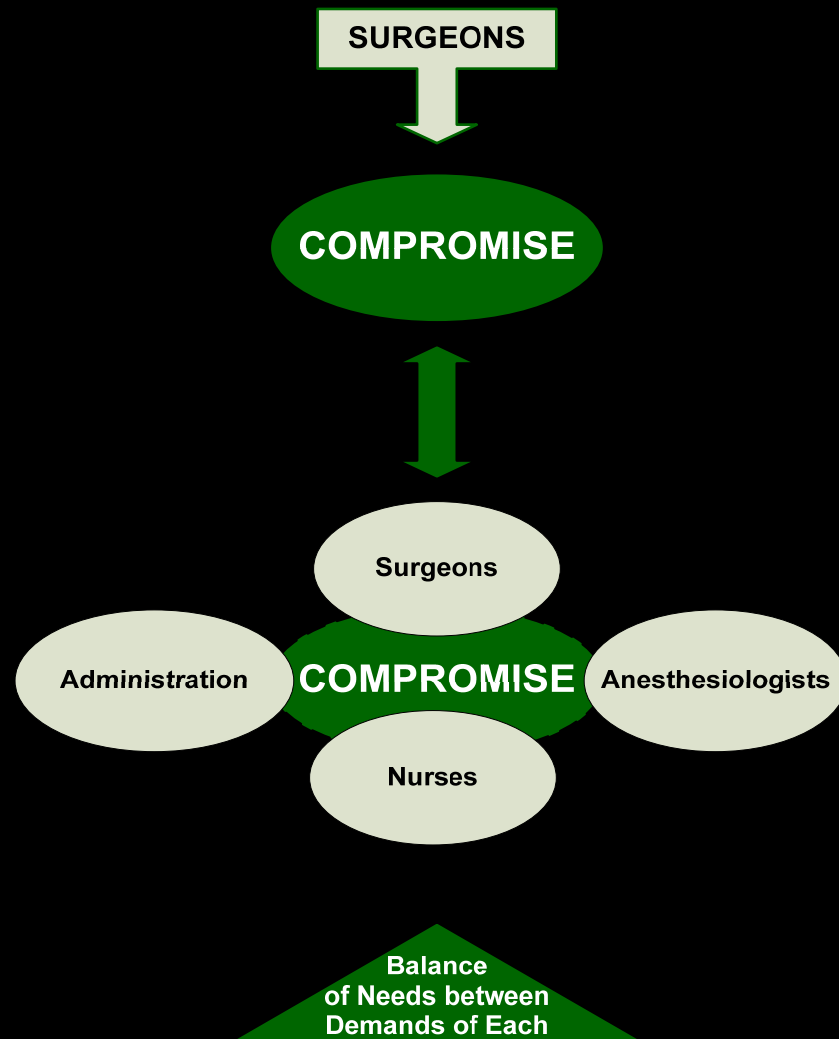 SURGEONS
COMPROMISE
Surgeons
Administration
COMPROMISE
Anesthesiologists
Nurses
Balance
of Needs between
Demands of Each